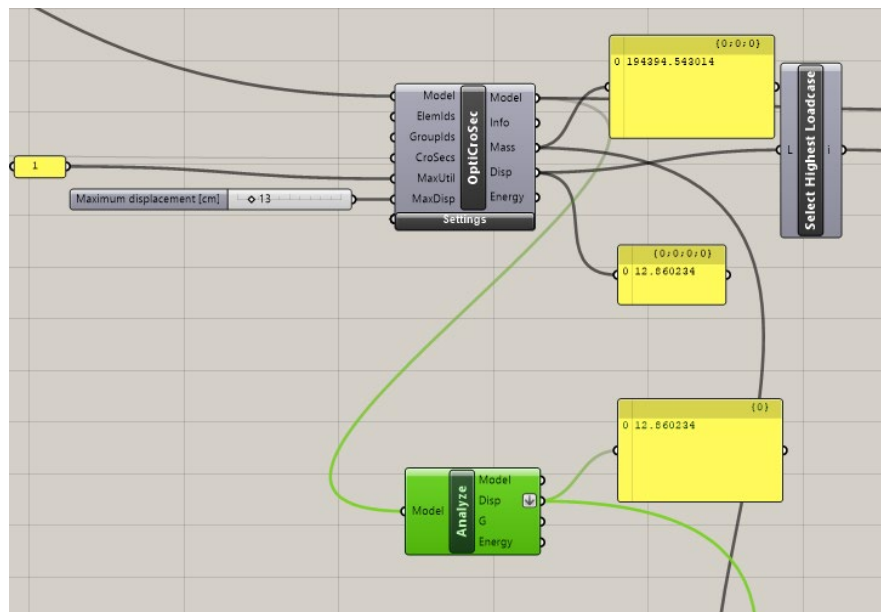 {0;0;0}
0 194394.543014
Model
ElemIds
GroupIds
CroSecs
MaxUtil
MaxDisp
OptiCroSec
Model
Info
Mass
Disp
Energy
Settings
L
Select Highest Loadcase
i
1
Maximum displacement [cm]
13
{0;0;0;0}
0 12.860234
{0}
0 12.860234
Model
Analyze
Model
Disp
G
Energy